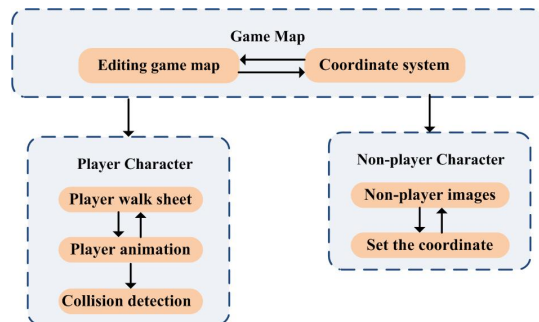 Game Map
Editing game map
Coordinate system
Player Character
Player walk sheet
Player animation
Collision detection
Non-player Character
Non-player images
Set the coordinate